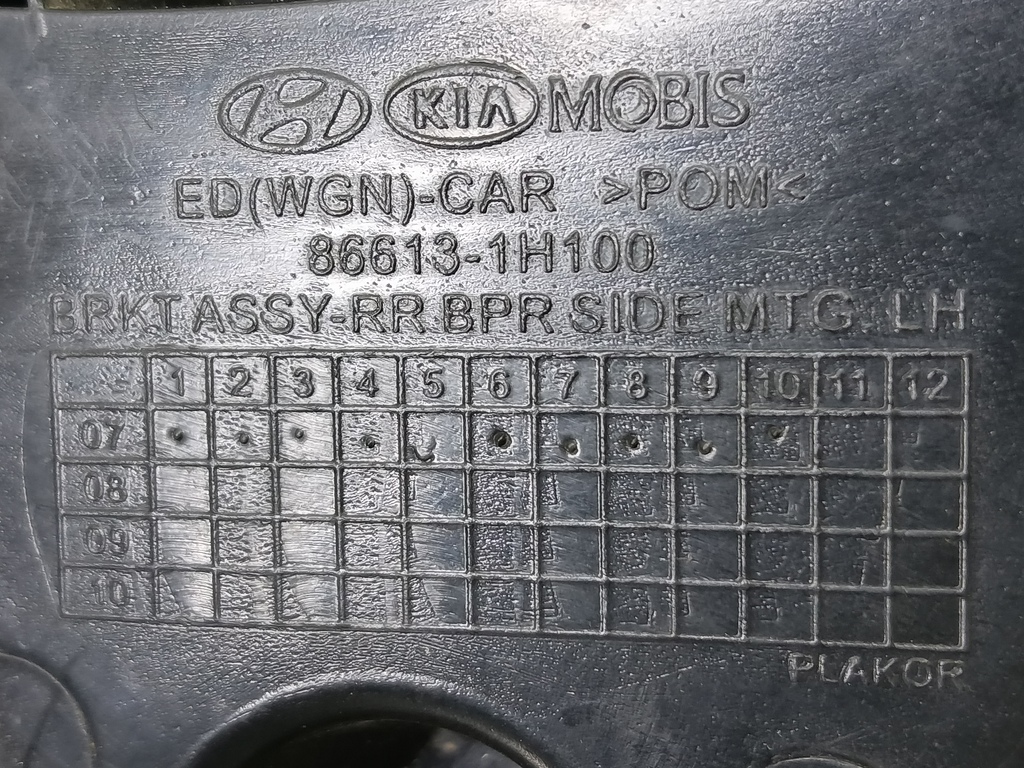 KIA MOBIS
ED(WGN)-CAR >POM<
86613-1H100
BRKT ASSY-RR BPR SIDE MTG. LH
1 2 3 4 5 6 7 8 9 10 11 12
07
08
09
10
PLAKOR